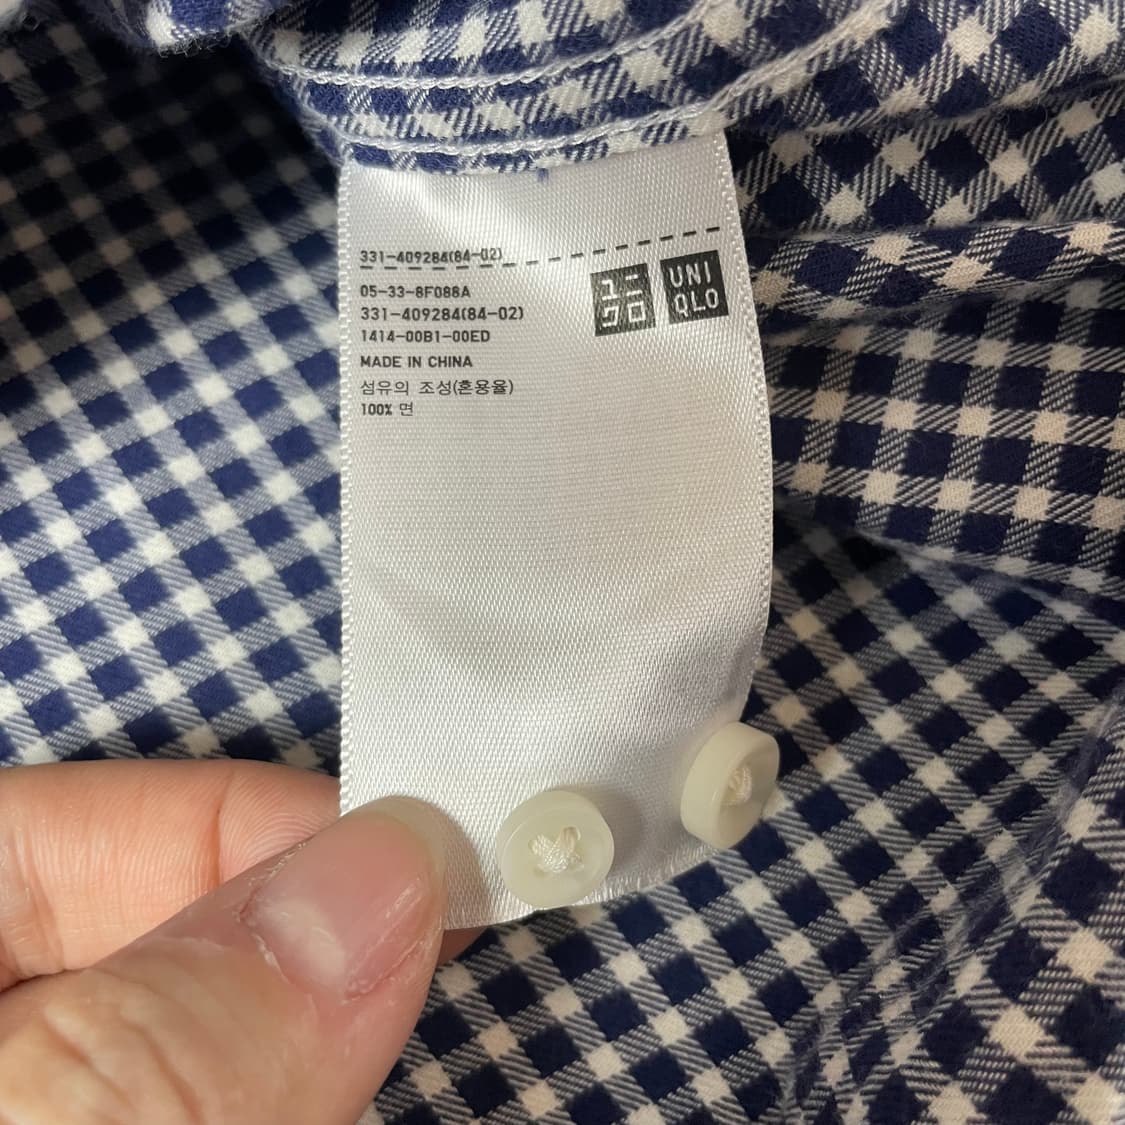 331-409284(84-02)
05-33-8F088A
331-409284(84-02)
1414-00B1-00ED
MADE IN CHINA
섬유의 조성(혼용율)
100% 면
ユニ
クロ
UNI
QLO